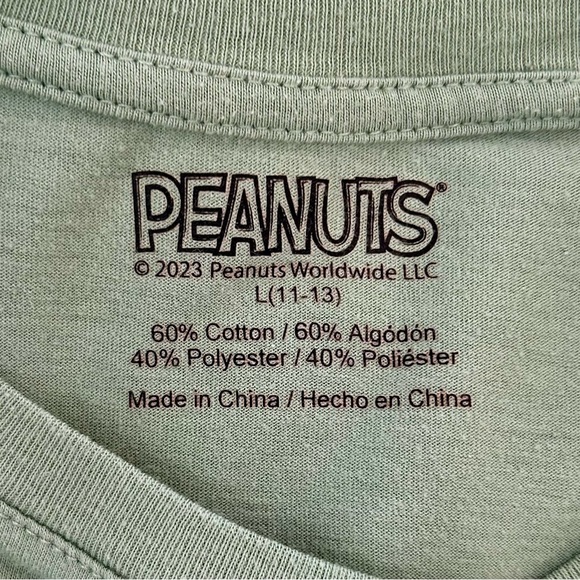 PEANUTS®
© 2023 Peanuts Worldwide LLC
L(11-13)
60% Cotton / 60% Algódón
40% Polyester / 40% Poliéster
Made in China / Hecho en China